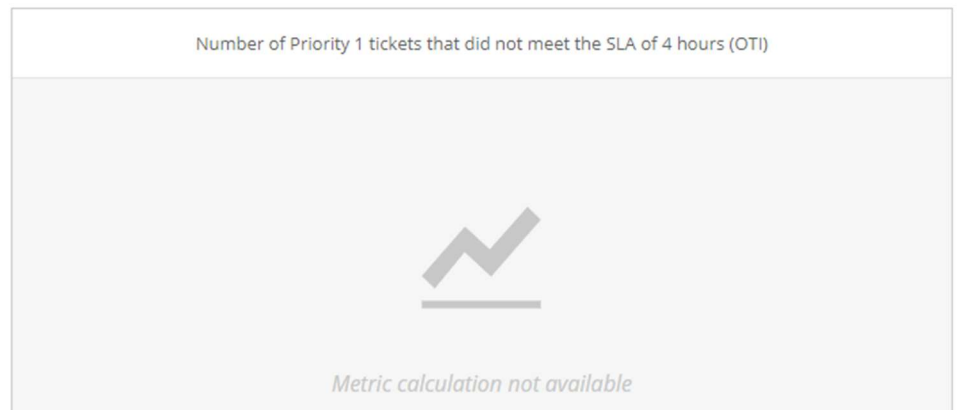 Number of Priority 1 tickets that did not meet the SLA of 4 hours (OTI)
Metric calculation not available